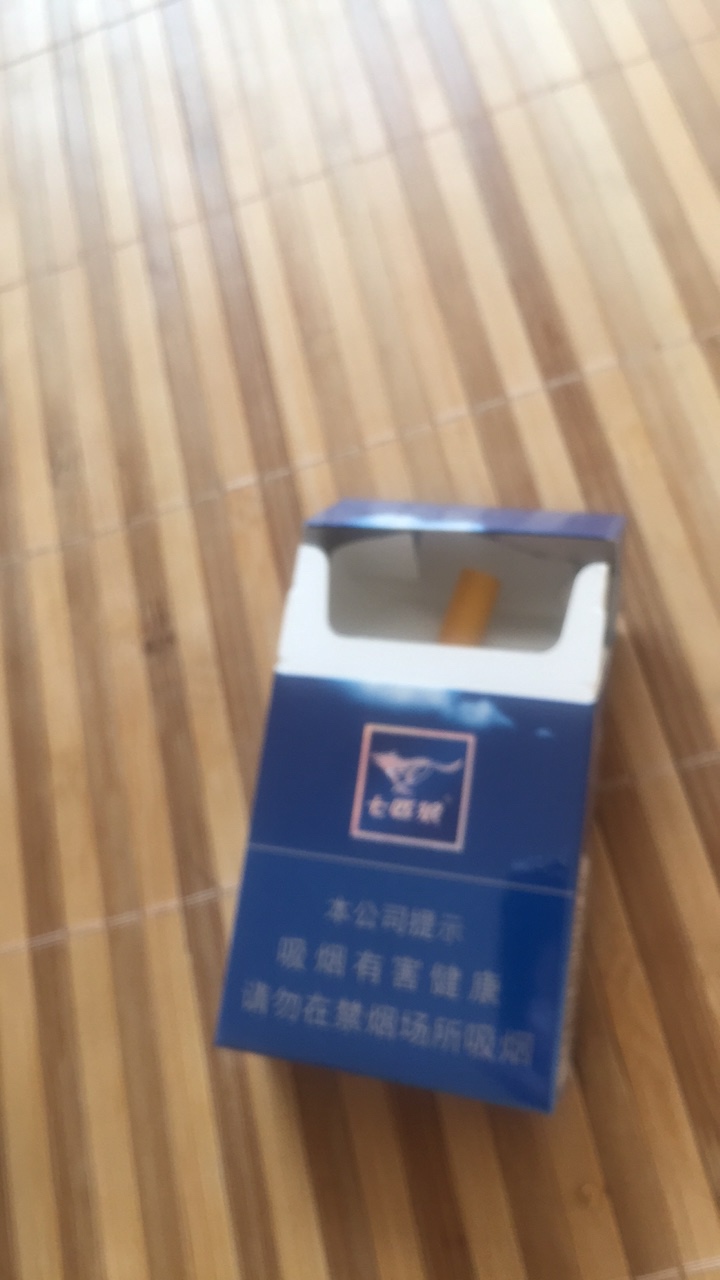 七匹狼
本公司提示
吸烟有害健康
请勿在禁烟场所吸烟